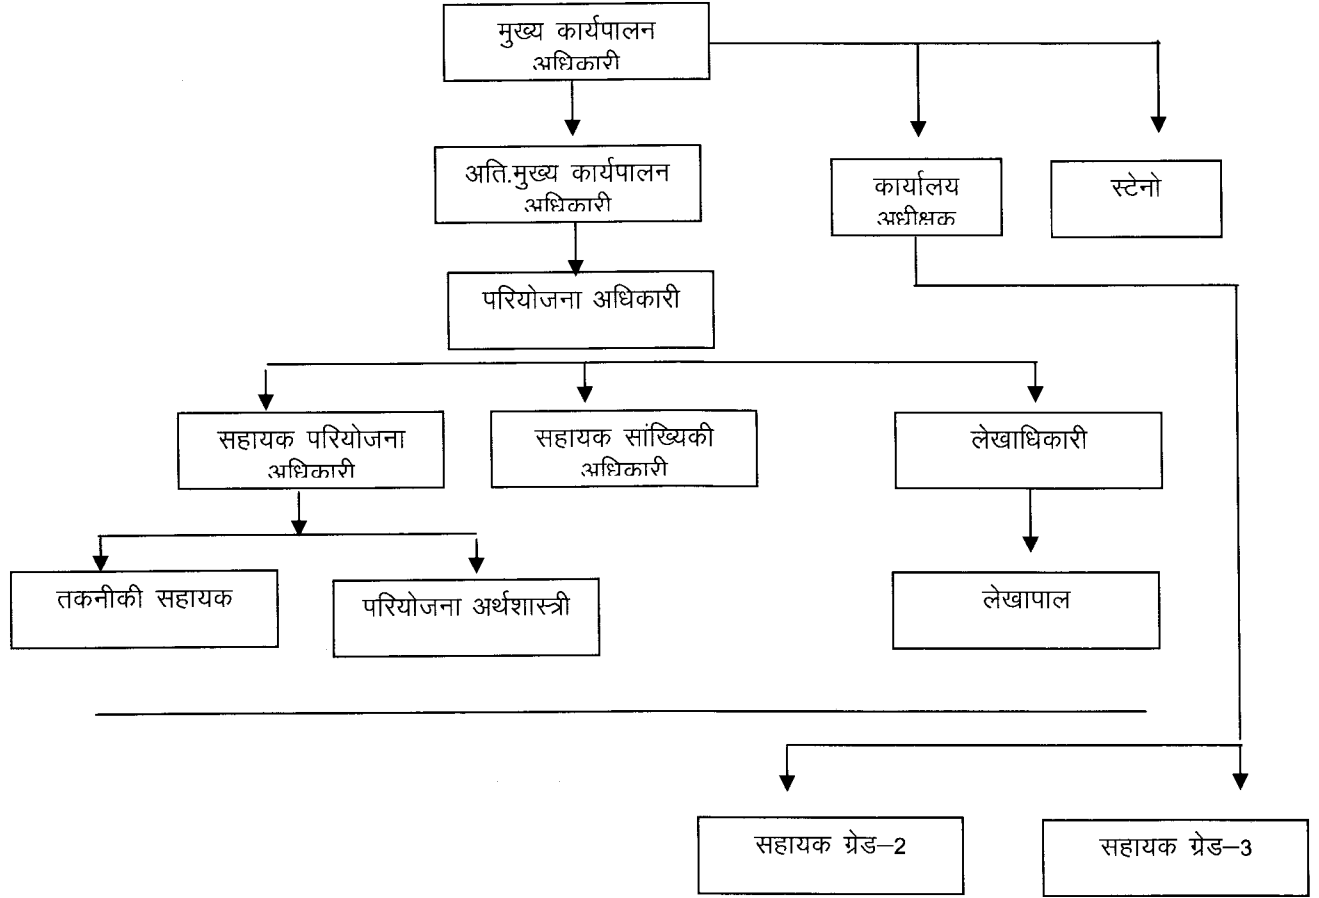 मुख्य कार्यपालन
अधिकारी
अति.मुख्य कार्यपालन
अधिकारी
कार्यालय
अधीक्षक
स्टेनो
परियोजना अधिकारी
सहायक परियोजना
अधिकारी
सहायक सांख्यिकी
अधिकारी
लेखाधिकारी
तकनीकी सहायक
परियोजना अर्थशास्त्री
लेखापाल
सहायक ग्रेड–2
सहायक ग्रेड–3